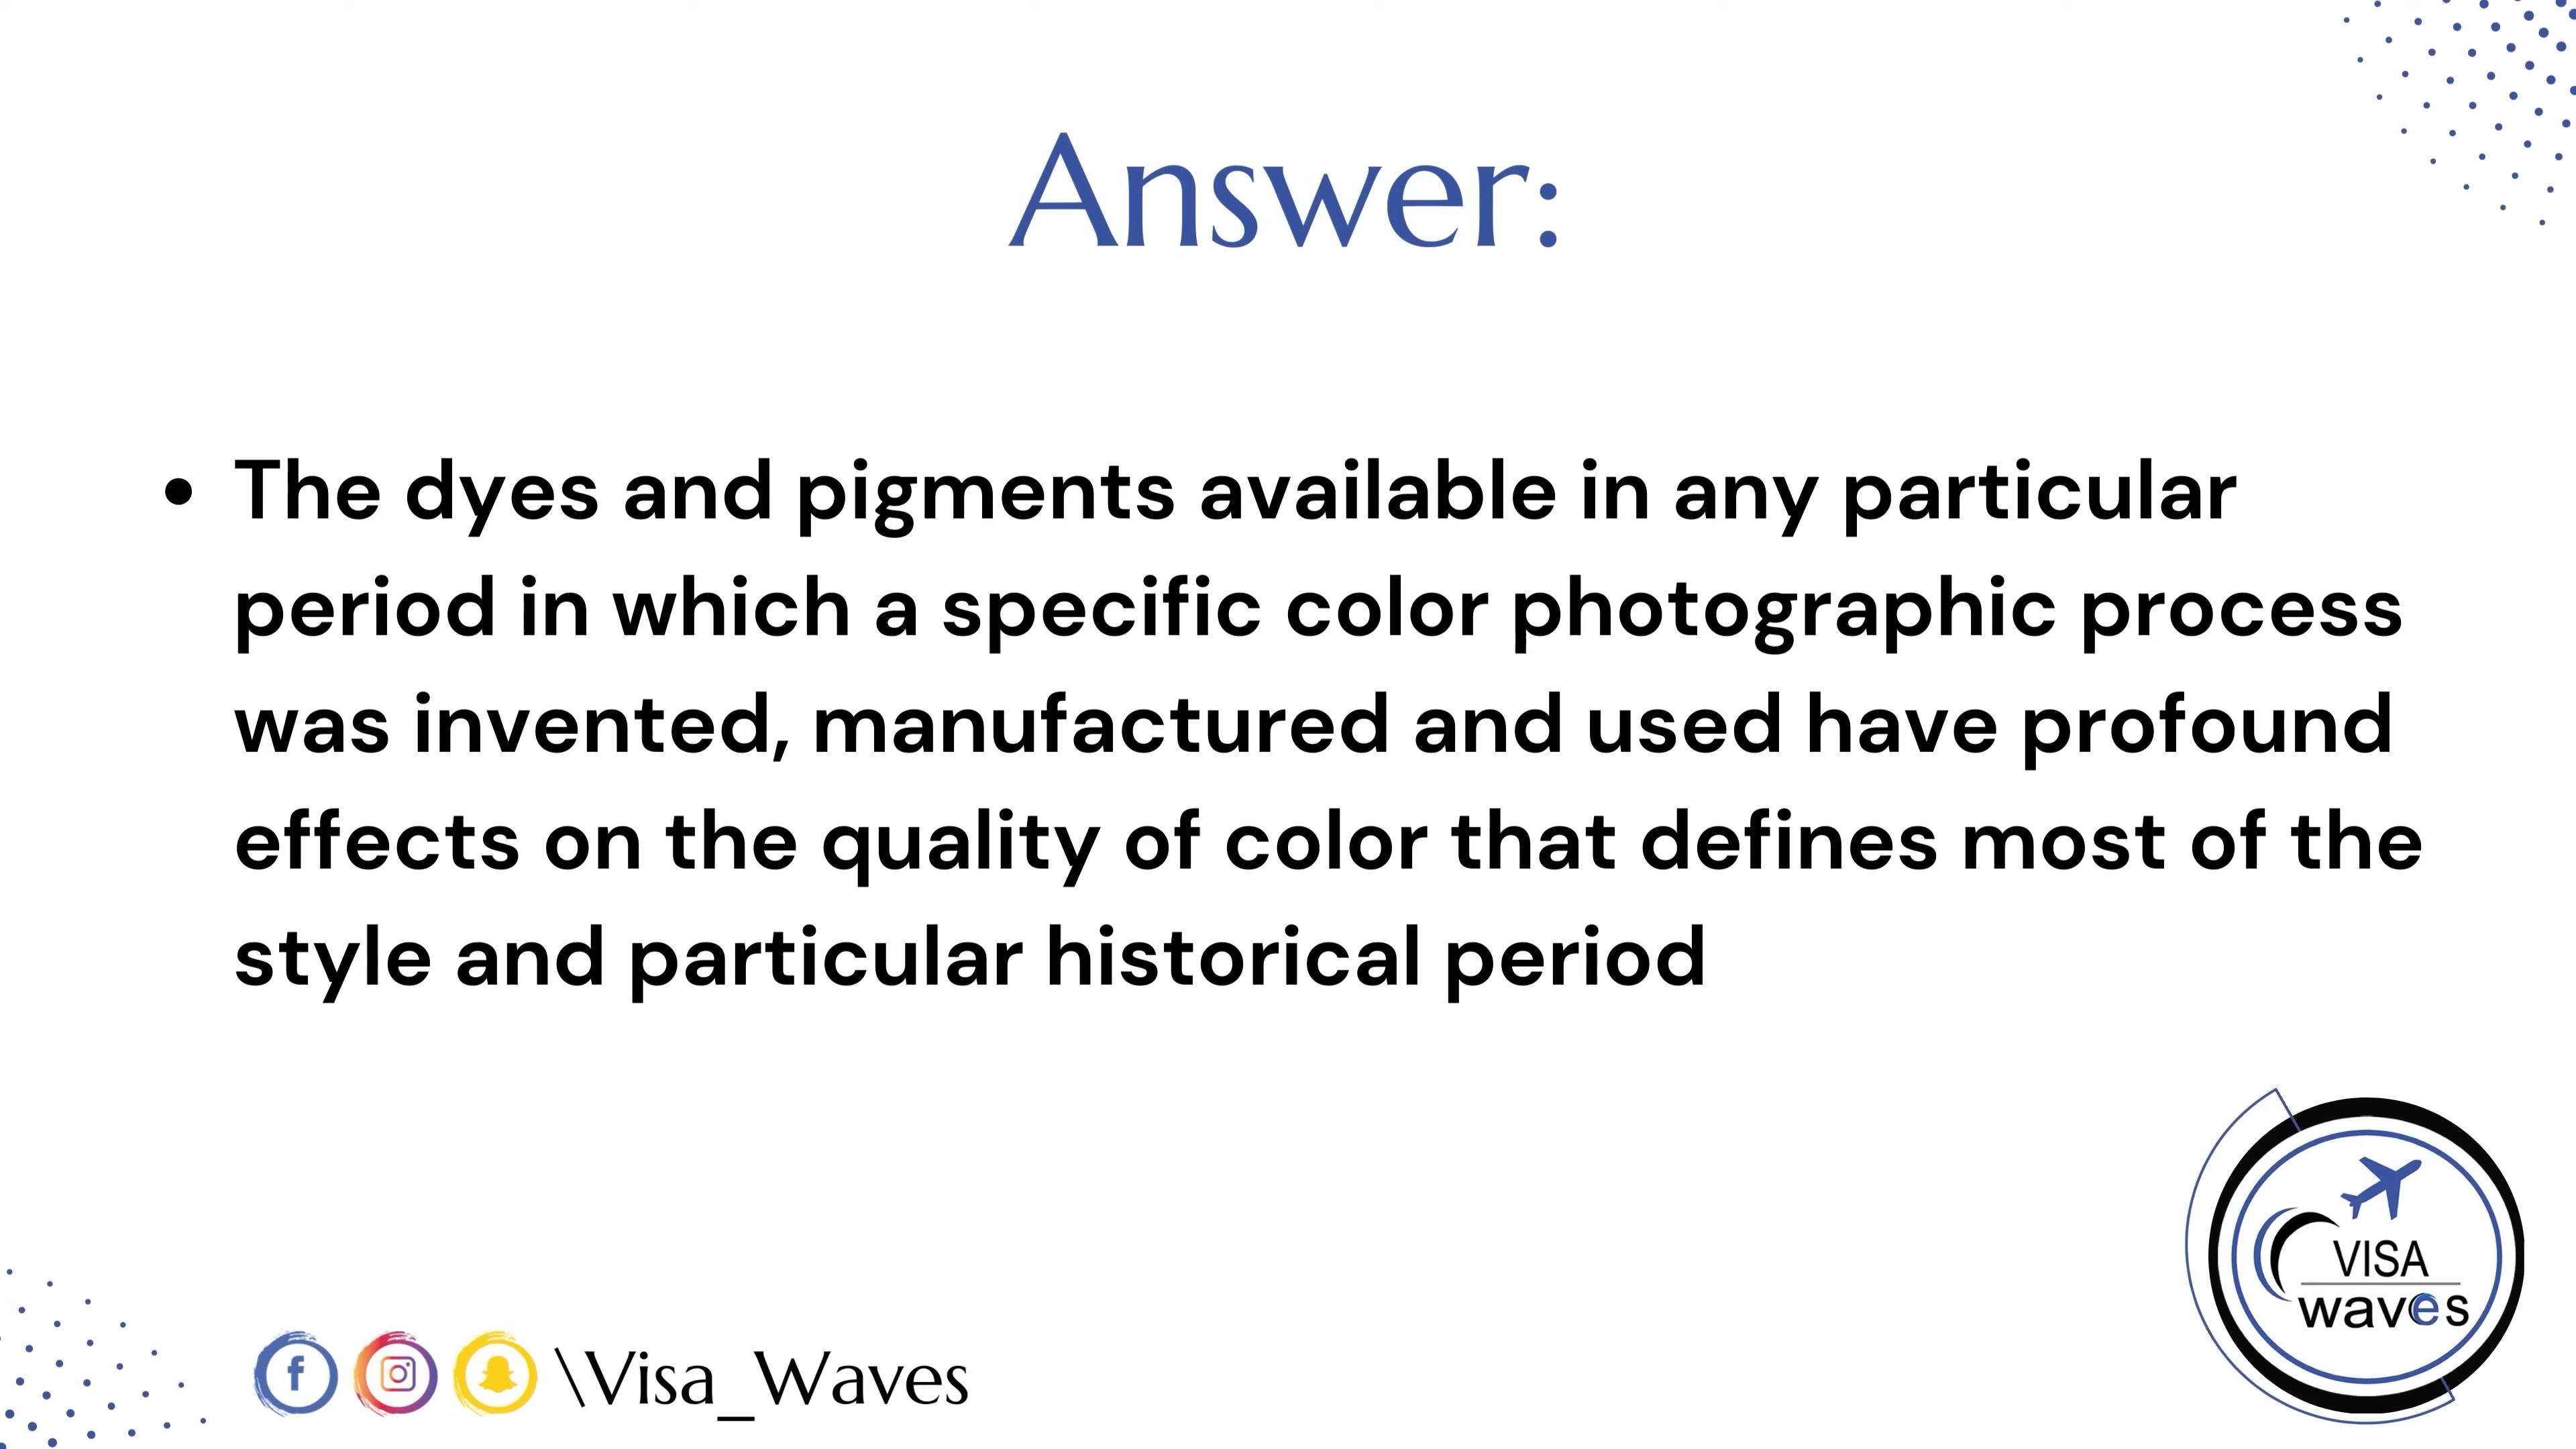 Answer:
• The dyes and pigments available in any particular
period in which a specific color photographic process
was invented, manufactured and used have profound
effects on the quality of color that defines most of the
style and particular historical period
VISA
waves
\Visa_Waves